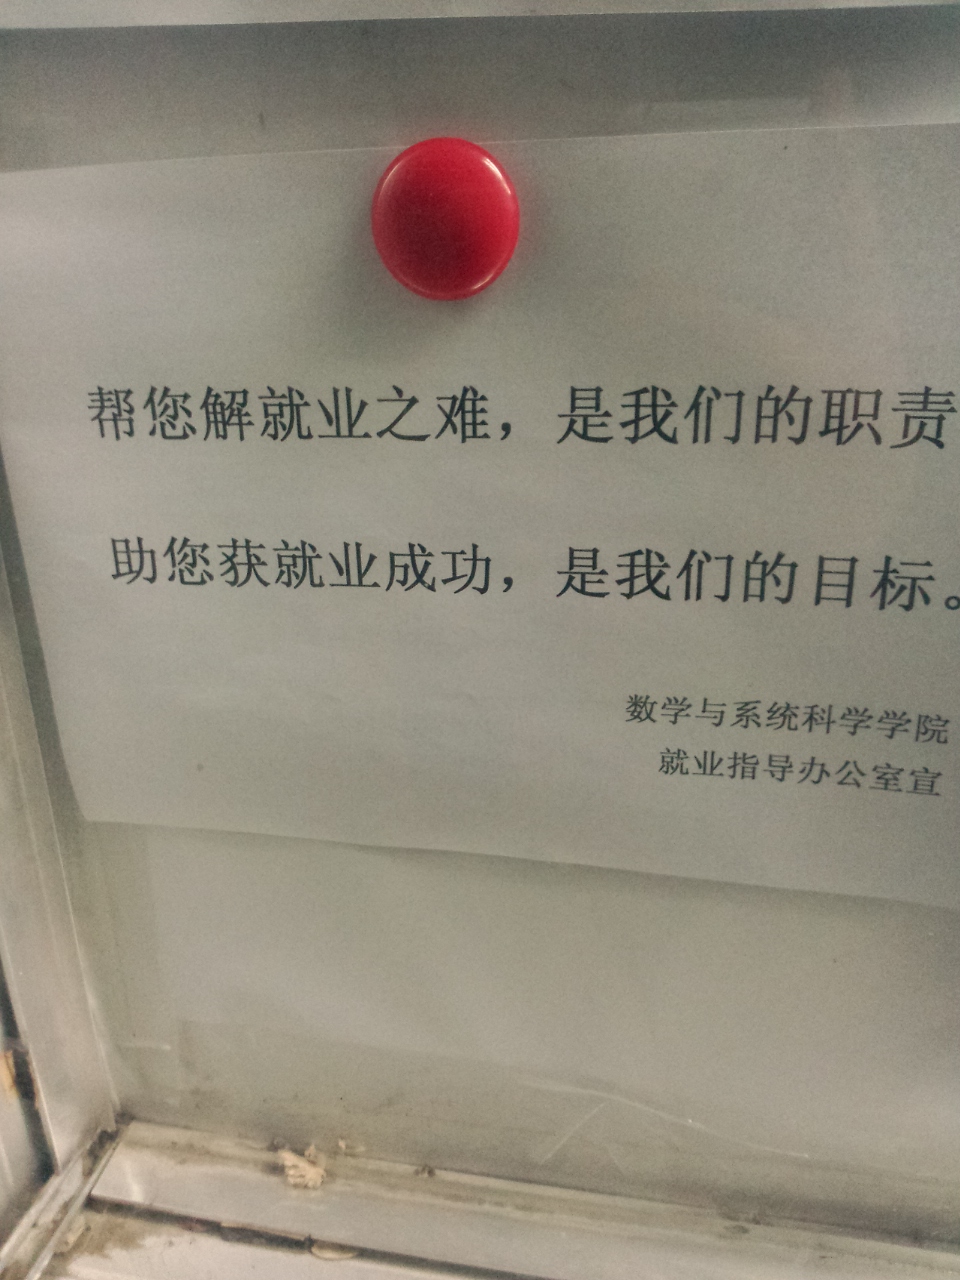 帮您解就业之难，是我们的职责
助您获就业成功，是我们的目标。
数学与系统科学学院
就业指导办公室宣